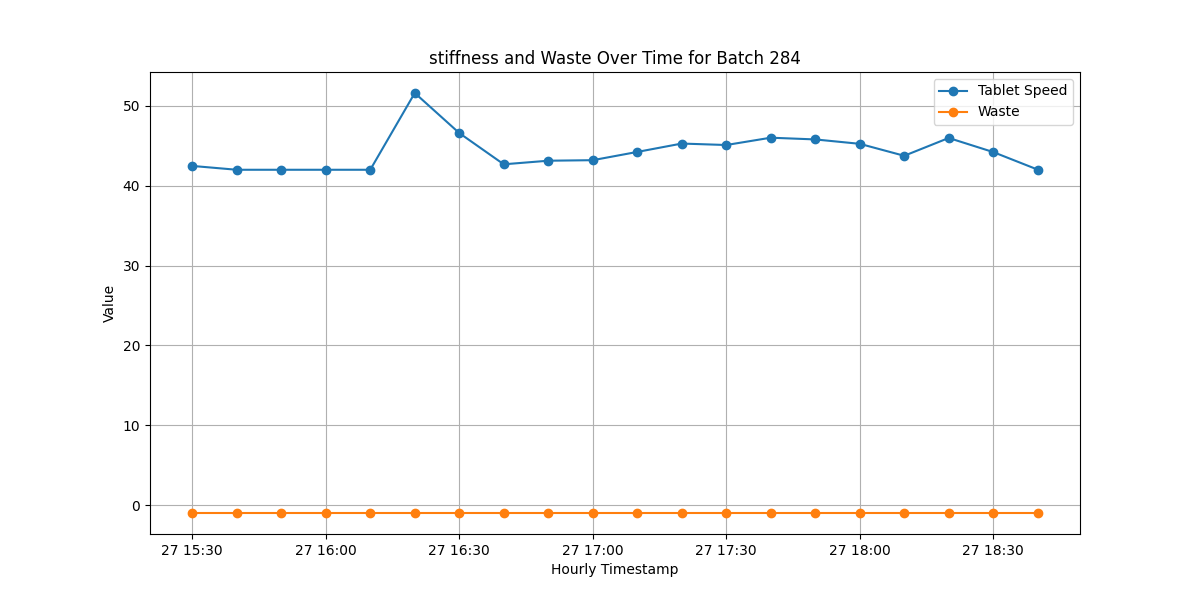 stiffness and Waste Over Time for Batch 284
Tablet Speed
Waste
50
40
30
20
10
0
Value
27 15:30
27 16:00
27 16:30
27 17:00
27 17:30
27 18:00
27 18:30
Hourly Timestamp